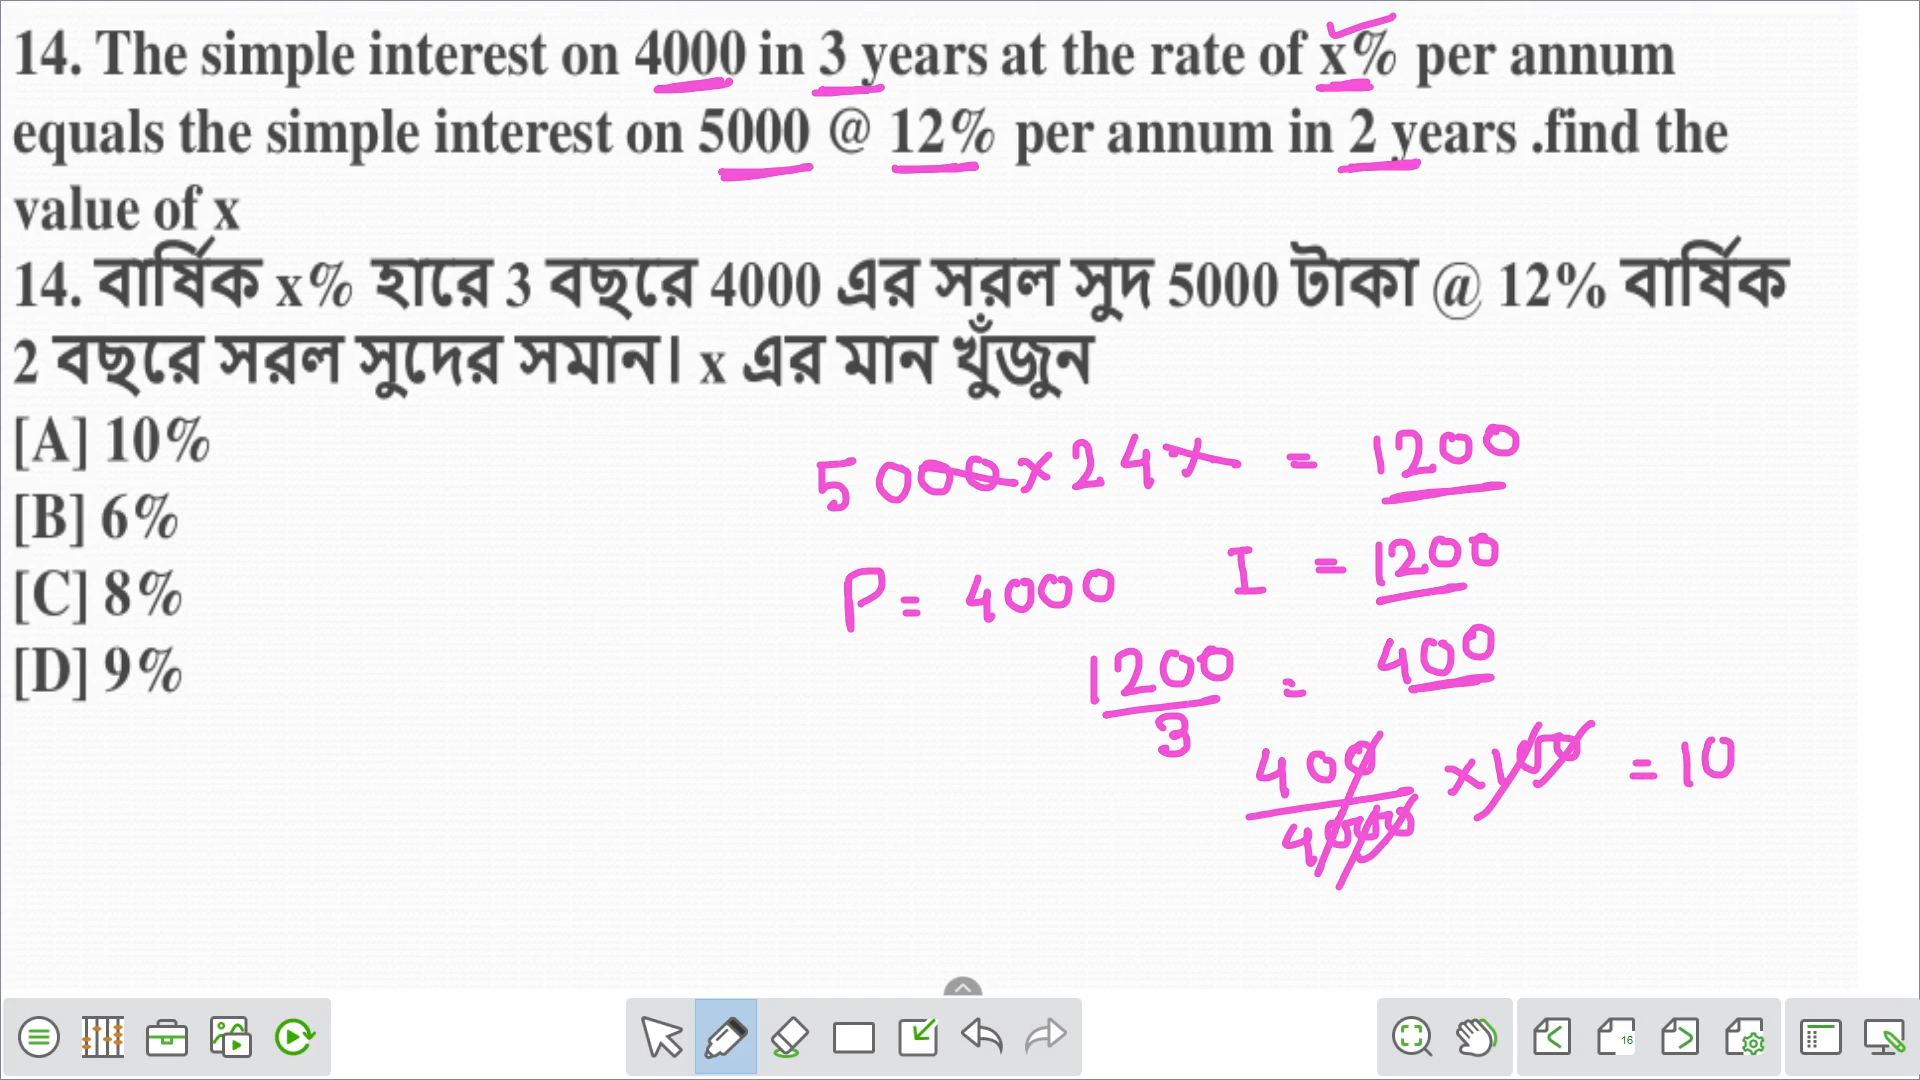 14. The simple interest on 4000 in 3 years at the rate of x% per annum
equals the simple interest on 5000 @ 12% per annum in 2 years .find the
value of x
14. বার্ষিক x% হারে 3 বছরে 4000 এর সরল সুদ 5000 টাকা @ 12% বার্ষিক
2 বছরে সরল সুদের সমান। x এর মান খুঁজুন
[A] 10%
[B] 6%
[C] 8%
[D] 9%
5000 × 24% = 1200
P = 4000 I = 1200
1200/3 = 400
400/4000 × 100 = 10
16